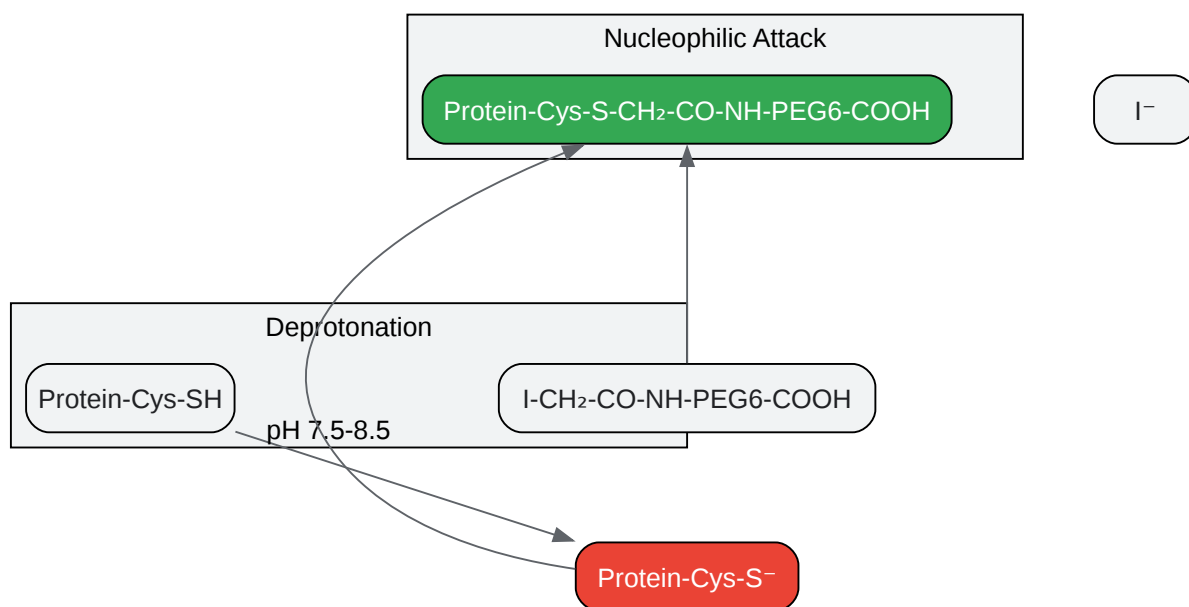 Nucleophilic Attack
Protein-Cys-S-CH₂-CO-NH-PEG6-COOH
I⁻
Deprotonation
Protein-Cys-SH
I-CH₂-CO-NH-PEG6-COOH
pH 7.5-8.5
Protein-Cys-S⁻